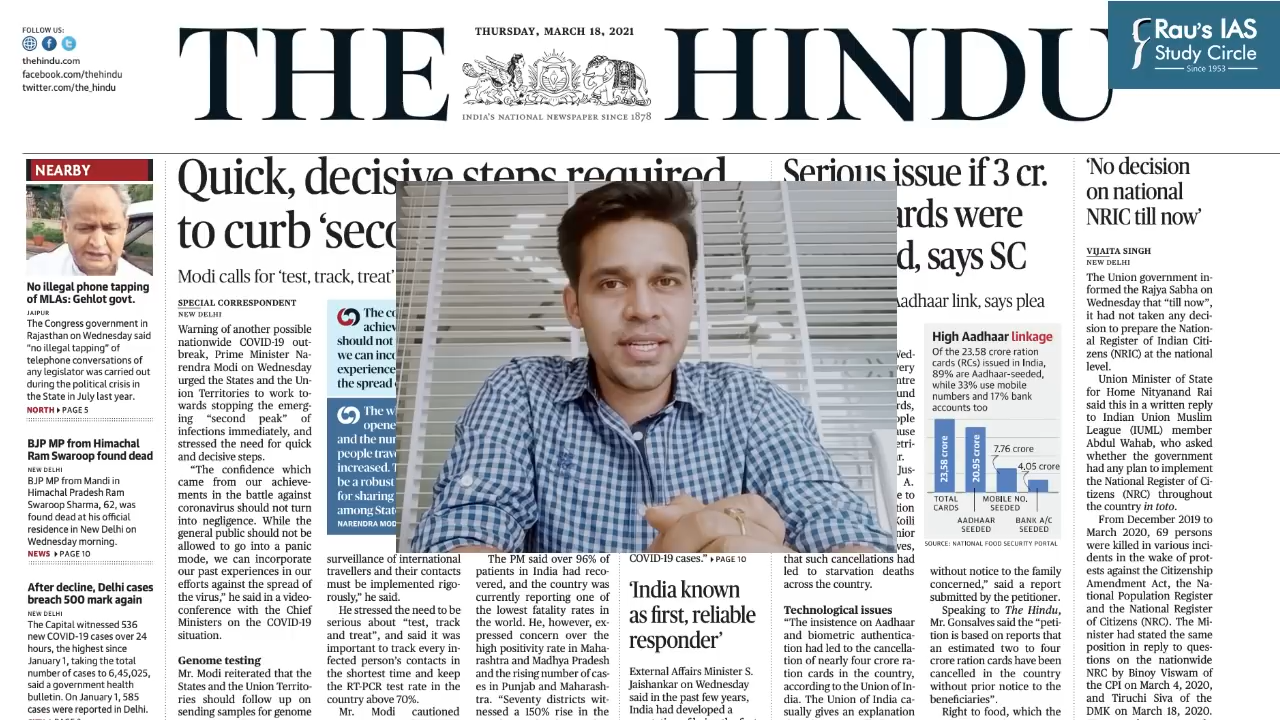 FOLLOW US:
thehindu.com
facebook.com/thehindu
twitter.com/the_hindu
THE HINDU
THURSDAY, MARCH 18, 2021
INDIA'S NATIONAL NEWSPAPER SINCE 1878
Rau's IAS
Study Circle
Since 1953
NEARBY
No illegal phone tapping
of MLAs: Gehlot govt.
JAIPUR
The Congress government in
Rajasthan on Wednesday said
“no illegal tapping” of
telephone conversations of
any legislator was carried out
during the political crisis in
the State in July last year.
NORTH PAGE 5
BJP MP from Himachal
Ram Swaroop found dead
NEW DELHI
BJP MP from Mandi in
Himachal Pradesh Ram
Swaroop Sharma, 62, was
found dead at his official
residence in New Delhi on
Wednesday morning.
NEWS PAGE 10
After decline, Delhi cases
breach 500 mark again
NEW DELHI
The Capital witnessed 536
new COVID-19 cases over 24
hours, the highest since
January 1, taking the total
number of cases to 6,45,025,
said a government health
bulletin. On January 1, 585
cases were reported in Delhi.
Quick, decisive steps required
to curb ‘seco
Modi calls for ‘test, track, treat’
SPECIAL CORRESPONDENT
NEW DELHI
Warning of another possible
nationwide COVID-19 out-
break, Prime Minister Na-
rendra Modi on Wednesday
urged the States and the Un-
ion Territories to work to-
wards stopping the emerg-
ing “second peak” of
infections immediately, and
stressed the need for quick
and decisive steps.
“The confidence which
came from our achieve-
ments in the battle against
coronavirus should not turn
into negligence. While the
general public should not be
allowed to go into a panic
mode, we can incorporate
our past experiences in our
efforts against the spread of
the virus,” he said in a video-
conference with the Chief
Ministers on the COVID-19
situation.
Genome testing
Mr. Modi reiterated that the
States and the Union Territo-
ries should follow up on
sending samples for genome
The co
achiev
should not
we can inco
experience
the spread
The w
opene
and the nu
people trav
increased. T
be a robust
for sharing
among Stat
NARENDRA MOD
surveillance of international
travellers and their contacts
must be implemented rigo-
rously,” he said.
He stressed the need to be
serious about “test, track
and treat”, and said it was
important to track every in-
fected person's contacts in
the shortest time and keep
the RT-PCR test rate in the
country above 70%.
Mr. Modi cautioned
The PM said over 96% of
patients in India had reco-
vered, and the country was
currently reporting one of
the lowest fatality rates in
the world. He, however, ex-
pressed concern over the
high positivity rate in Maha-
rashtra and Madhya Pradesh
and the rising number of cas-
es in Punjab and Maharash-
tra. “Seventy districts wit-
nessed a 150% rise in the
COVID-19 cases.” PAGE 10
‘India known
as first, reliable
responder’
External Affairs Minister S.
Jaishankar on Wednesday
said in the past few years,
India had developed a
Serious issue if 3 cr.
ards were
d, says SC
Aadhaar link, says plea
that such cancellations had
led to starvation deaths
across the country.
Technological issues
“The insistence on Aadhaar
and biometric authentica-
tion had led to the cancella-
tion of nearly four crore ra-
tion cards in the country,
according to the Union of In-
dia. The Union of India ca-
sually gives an explanation
High Aadhaar linkage
Of the 23.58 crore ration
cards (RCs) issued in India,
89% are Aadhaar-seeded,
while 33% use mobile
numbers and 17% bank
accounts too
23.58 crore
20.95 crore
7.76 crore
4.05 crore
TOTAL CARDS
AADHAAR SEEDED
MOBILE NO. SEEDED
BANK A/C SEEDED
SOURCE: NATIONAL FOOD SECURITY PORTAL
without notice to the family
concerned,” said a report
submitted by the petitioner.
Speaking to The Hindu,
Mr. Gonsalves said the “peti-
tion is based on reports that
an estimated two to four
crore ration cards have been
cancelled in the country
without prior notice to the
beneficiaries”.
Right to food, which the
‘No decision
on national
NRIC till now’
VIJAITA SINGH
NEW DELHI
The Union government in-
formed the Rajya Sabha on
Wednesday that “till now”,
it had not taken any deci-
sion to prepare the Nation-
al Register of Indian Citi-
zens (NRIC) at the national
level.
Union Minister of State
for Home Nityanand Rai
said this in a written reply
to Indian Union Muslim
League (IUML) member
Abdul Wahab, who asked
whether the government
had any plan to implement
the National Register of Ci-
tizens (NRC) throughout
the country in toto.
From December 2019 to
March 2020, 69 persons
were killed in various inci-
dents in the wake of prot-
ests against the Citizenship
Amendment Act, the Na-
tional Population Register
and the National Register
of Citizens (NRC). The Mi-
nister had stated the same
position in reply to ques-
tions on the nationwide
NRC by Binoy Viswam of
the CPI on March 4, 2020,
and Tiruchi Siva of the
DMK on March 18, 2020.